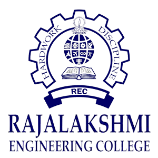 HARDWORK DISCIPLINE
REC
RAJALAKSHMI
ENGINEERING COLLEGE